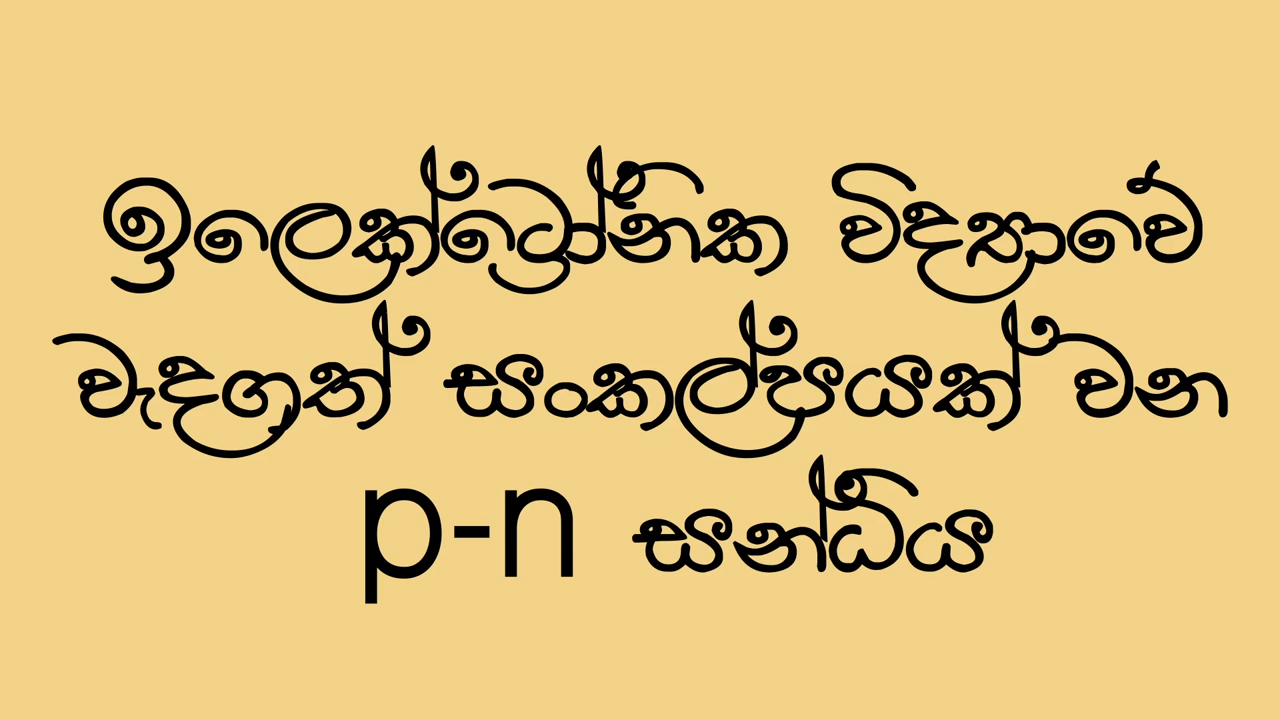 ඉලෙක්ට්‍රෝනික විද්‍යාවේ
වැදගත් සංකල්පයක් වන
p-n සන්ධිය